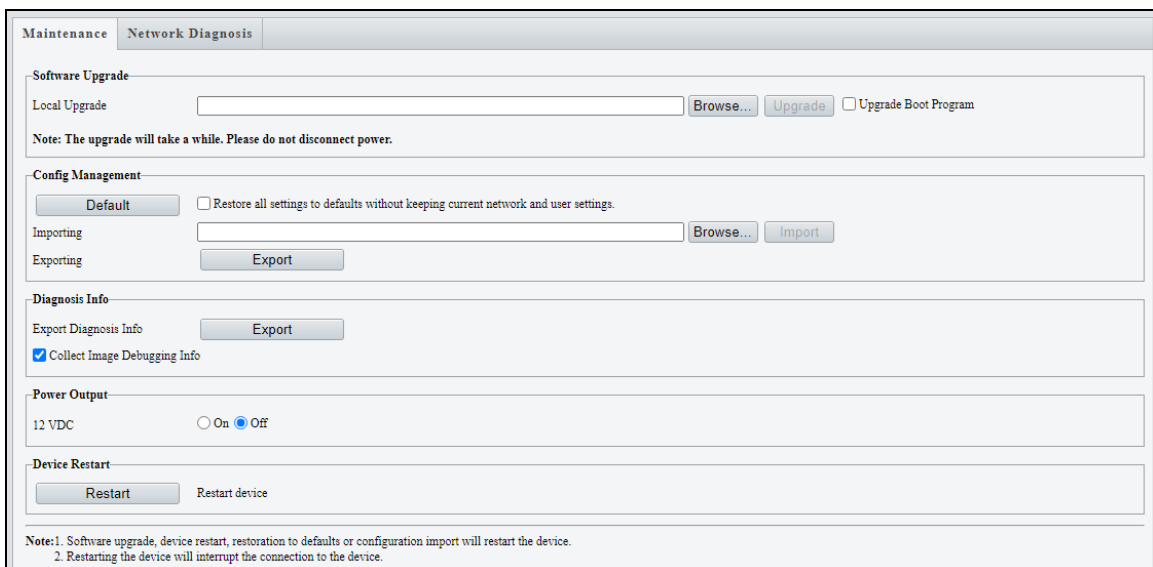 Maintenance Network Diagnosis
Software Upgrade
Local Upgrade Browse... Upgrade Upgrade Boot Program
Note: The upgrade will take a while. Please do not disconnect power.
Config Management
Default Restore all settings to defaults without keeping current network and user settings.
Importing Browse... Import
Exporting Export
Diagnosis Info
Export Diagnosis Info Export
Collect Image Debugging Info
Power Output
12 VDC On Off
Device Restart
Restart Restart device
Note:1. Software upgrade, device restart, restoration to defaults or configuration import will restart the device.
2. Restarting the device will interrupt the connection to the device.